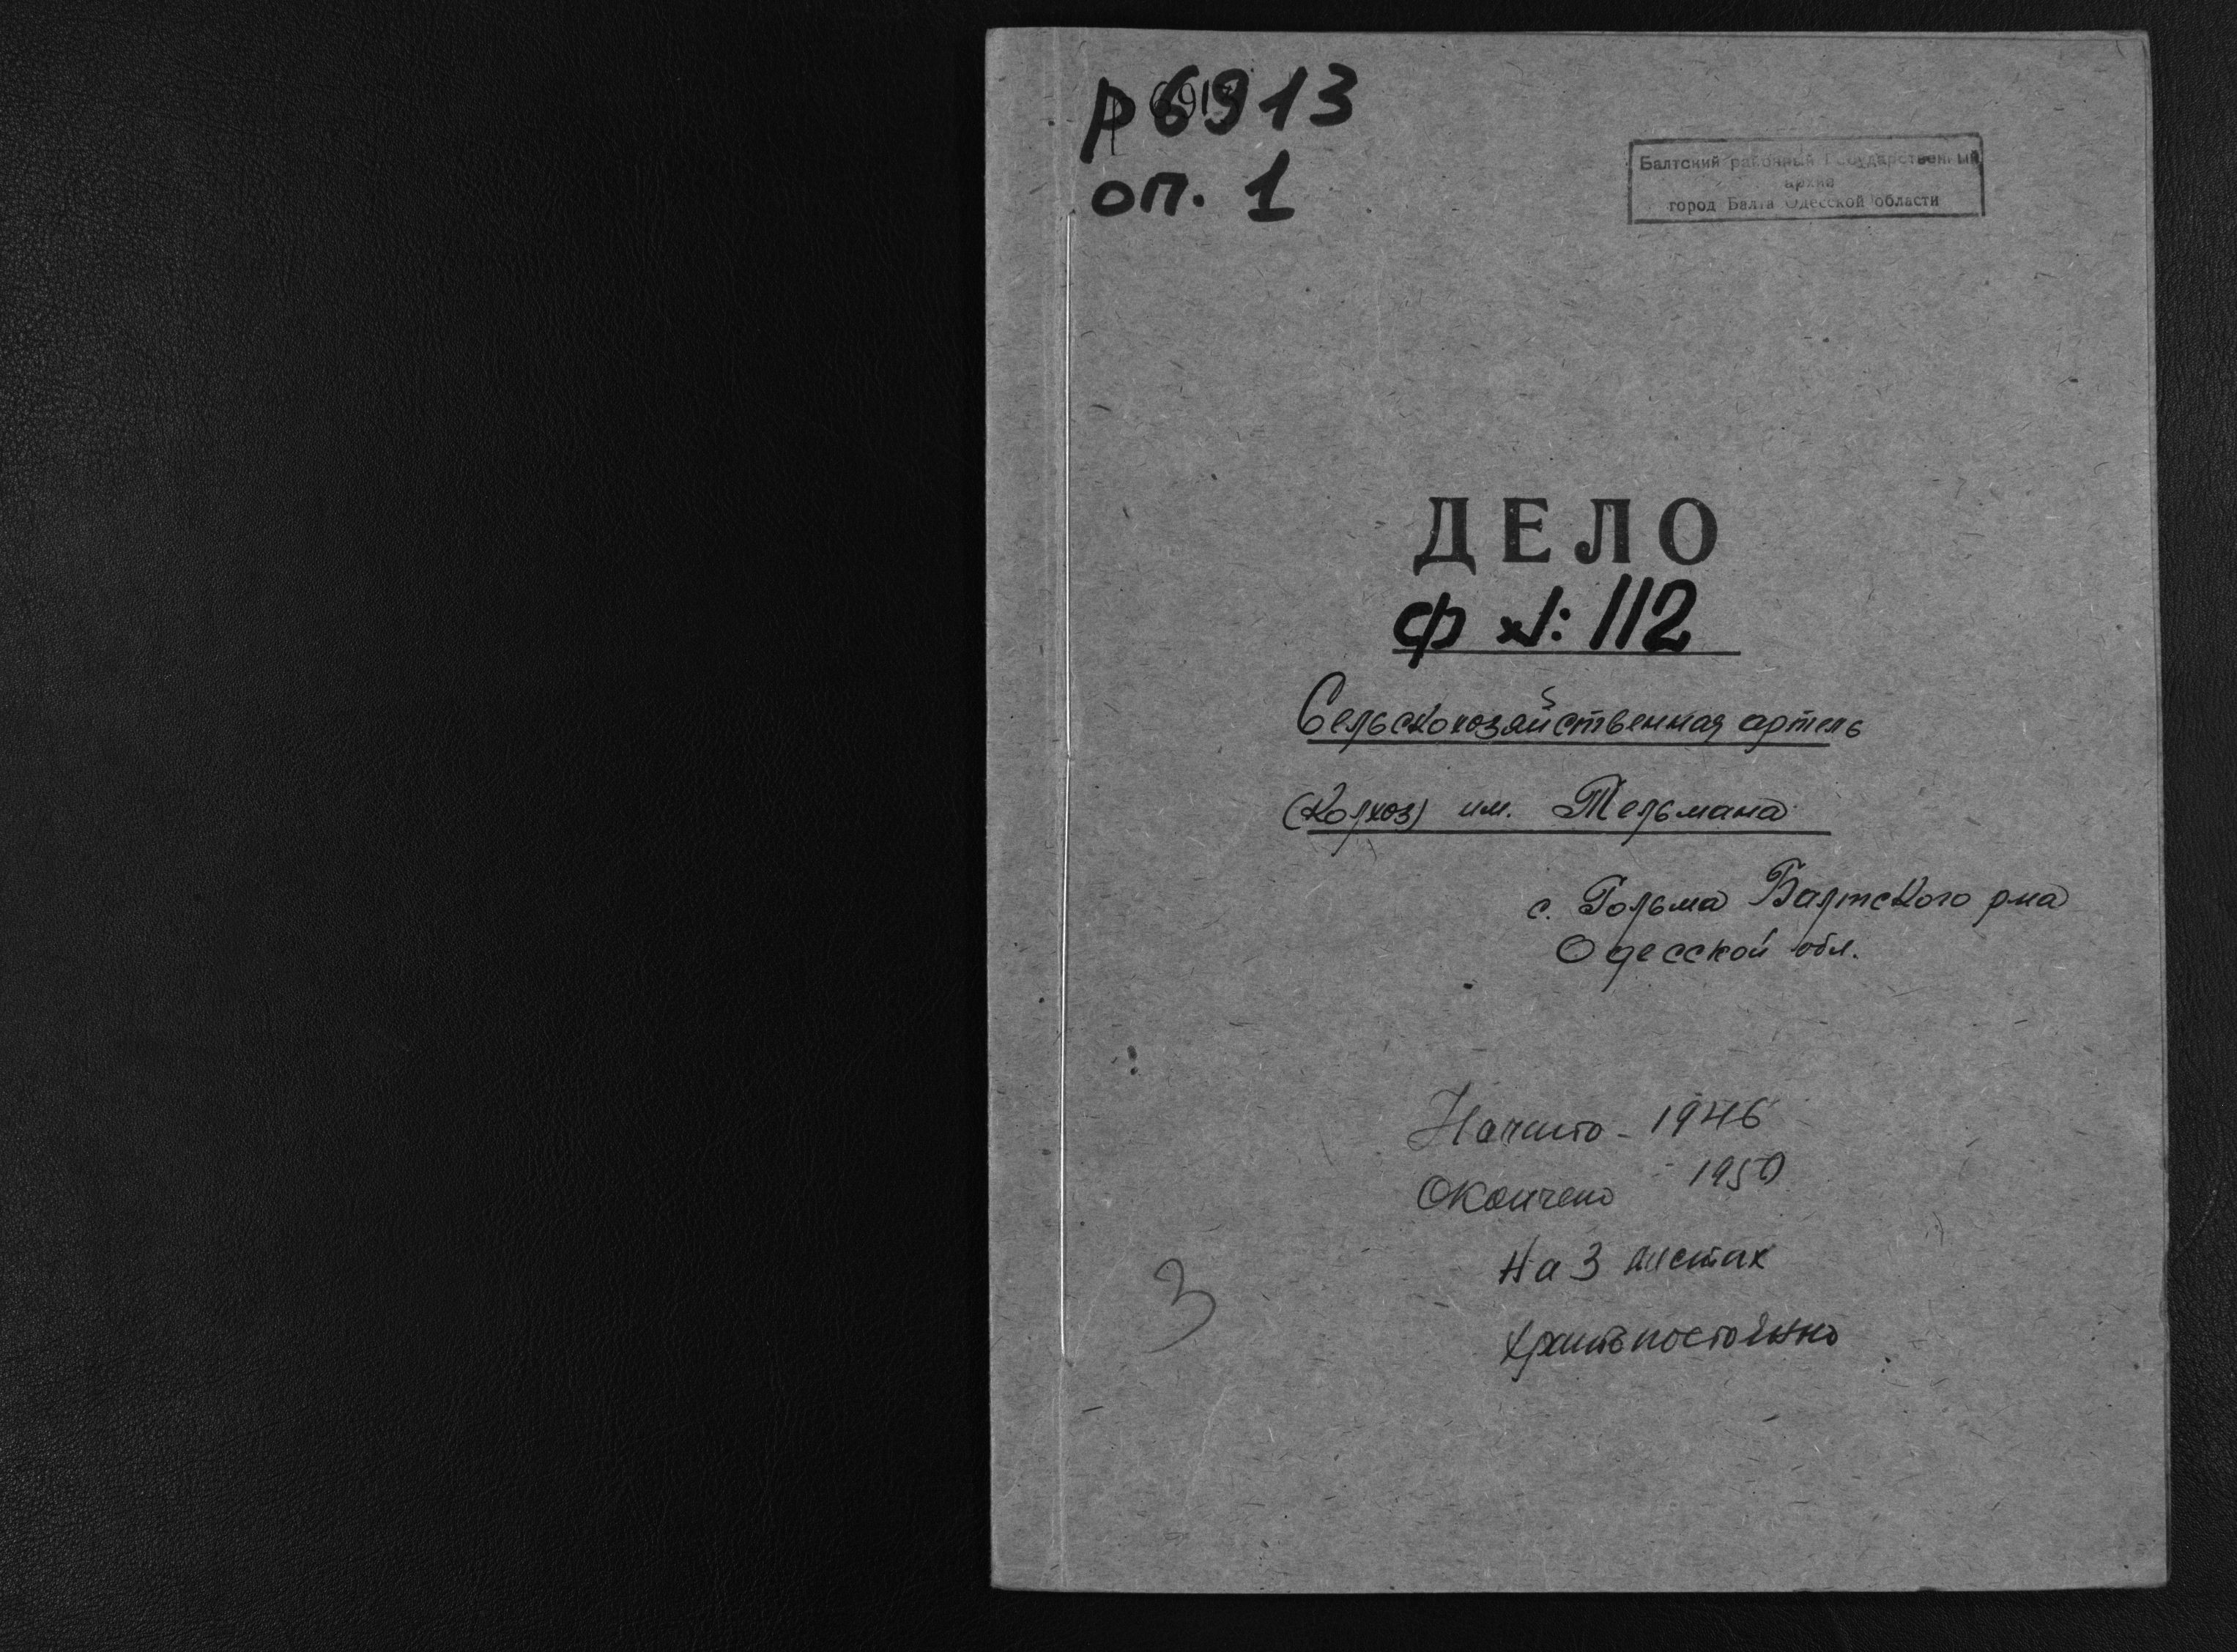 р 6913
оп. 1
Балтский районный Государственный
архив
город Балта Одесской области
ДЕЛО
Ф №: 112
Сельскохозяйственная артель
(Колхоз) им. Тельмана
с. Гольма Балтского р-на
Одесской обл.
Начато - 1946
Окончено - 1950
На 3 листах
3
Хранить постоянно